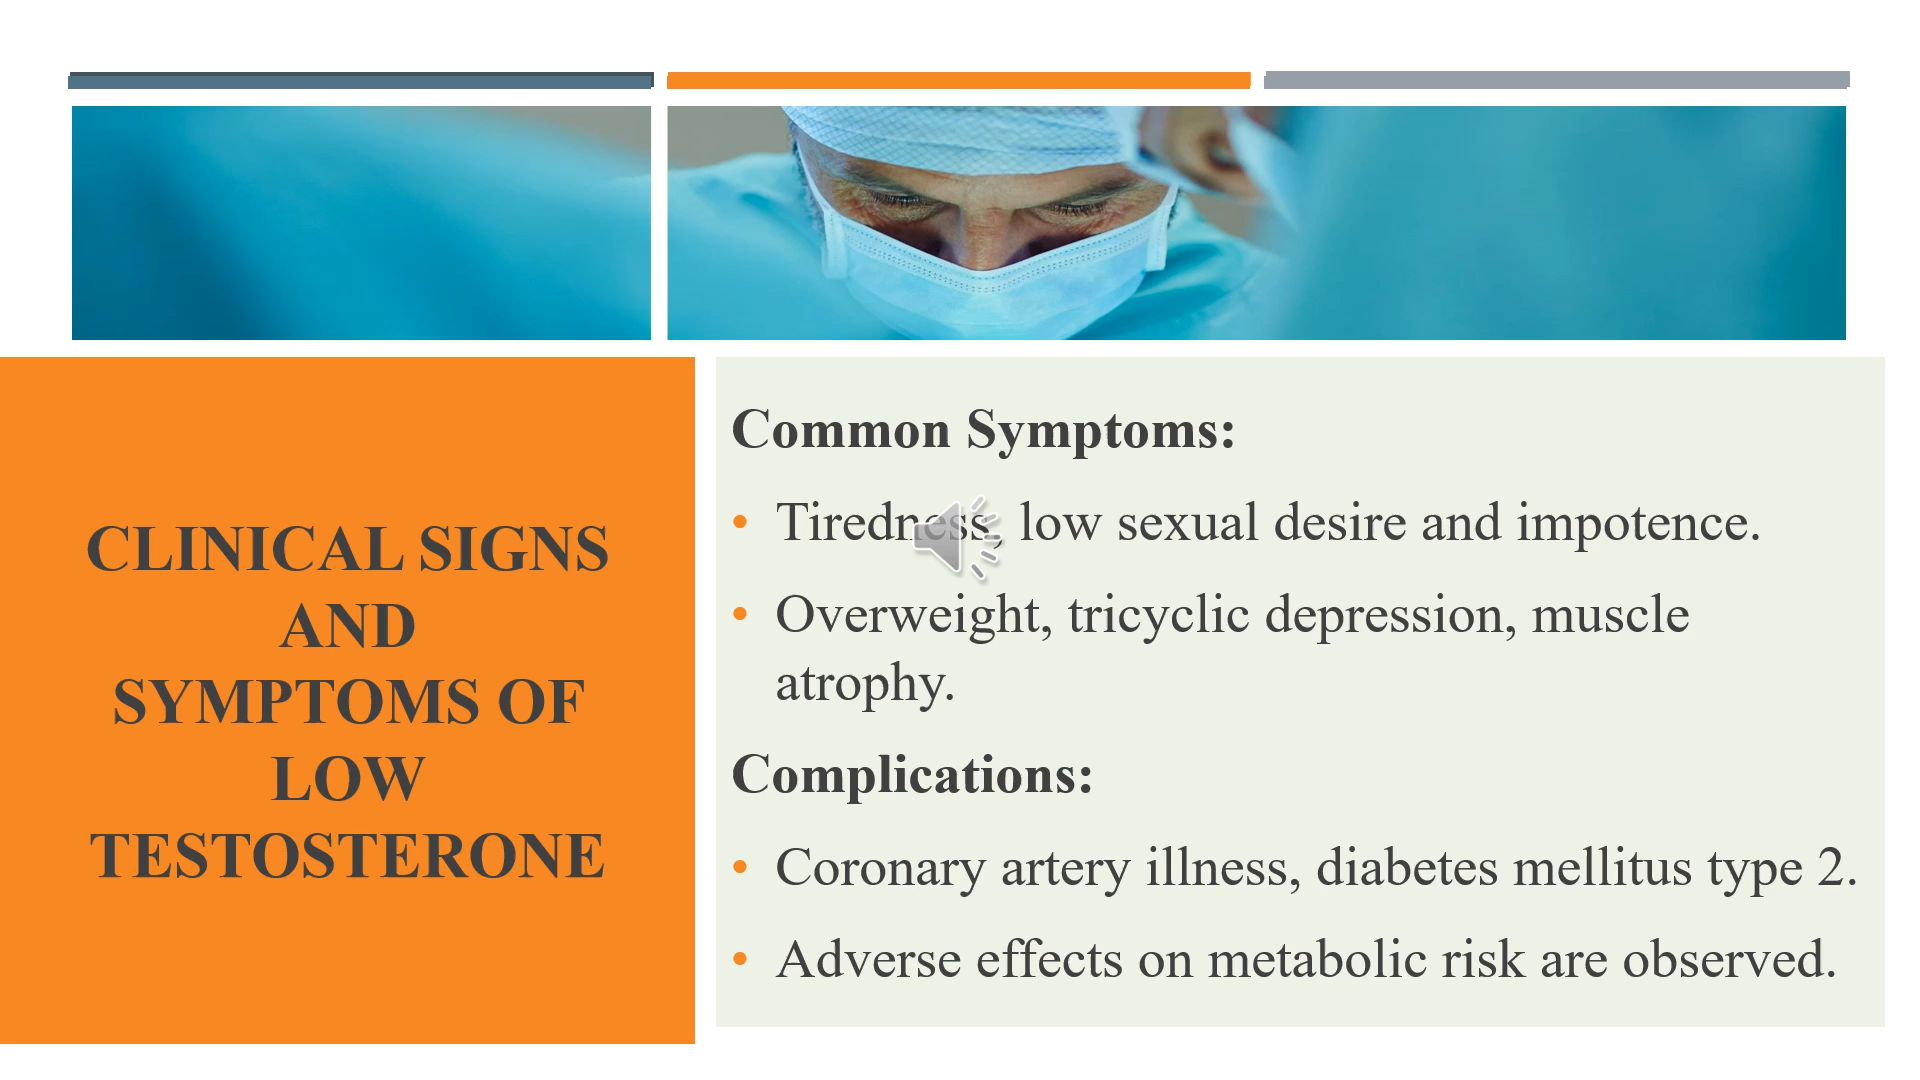 CLINICAL SIGNS
AND
SYMPTOMS OF
LOW
TESTOSTERONE
Common Symptoms:
• Tiredness, low sexual desire and impotence.
• Overweight, tricyclic depression, muscle
atrophy.
Complications:
• Coronary artery illness, diabetes mellitus type 2.
• Adverse effects on metabolic risk are observed.